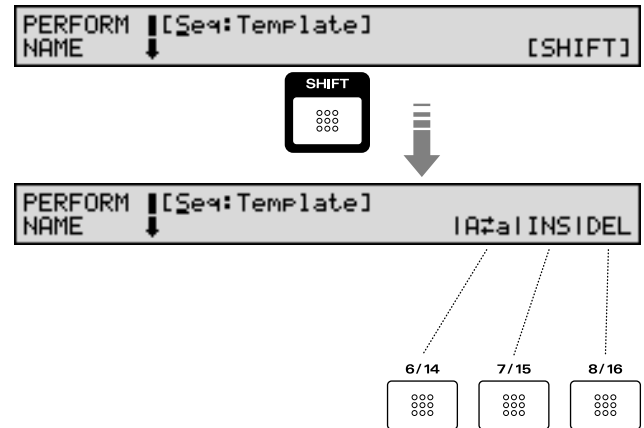 PERFORM [Seq:Template]
NAME [SHIFT]
SHIFT
PERFORM [Seq:Template]
NAME |A⇄a|INS|DEL
6/14 7/15 8/16